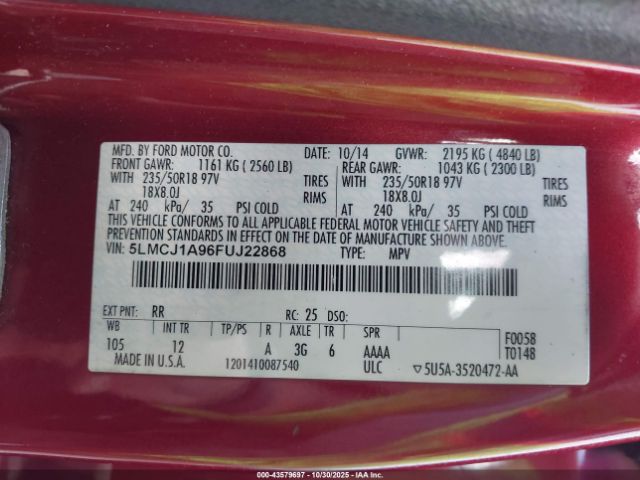 MFD. BY FORD MOTOR CO. DATE: 10/14 GVWR: 2195 KG ( 4840 LB)
FRONT GAWR: 1161 KG ( 2560 LB) REAR GAWR: 1043 KG ( 2300 LB)
WITH 235/50R18 97V TIRES WITH 235/50R18 97V TIRES
18X8.0J RIMS 18X8.0J RIMS
AT 240 kPa/ 35 PSI COLD AT 240 kPa/ 35 PSI COLD
THIS VEHICLE CONFORMS TO ALL APPLICABLE FEDERAL MOTOR VEHICLE SAFETY AND THEFT
PREVENTION STANDARDS IN EFFECT ON THE DATE OF MANUFACTURE SHOWN ABOVE.
VIN: 5LMCJ1A96FUJ22868 TYPE: MPV
EXT PNT: RR RC: 25 DSO:
WB INT TR TP/PS R AXLE TR SPR F0058
105 12 A 3G 6 AAAA T0148
MADE IN U.S.A. 1201410087540 ULC ▽5U5A-3520472-AA
© IAA 00-43579697 - 10/30/2025 - IAAI.COM